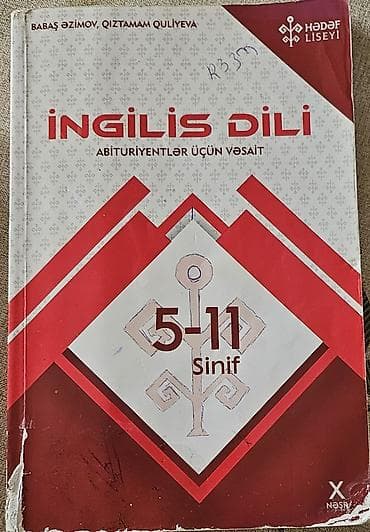 BABAŞ ƏZİMOV, QIZTAMAM QULİYEVA
HƏDƏF
LİSEYİ
İNGİLİS DİLİ
ABİTURİYENTLƏR ÜÇÜN VƏSAİT
5-11
Sinif
X
NƏŞR